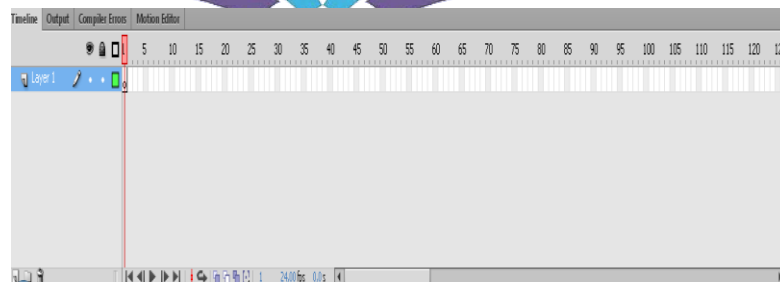 Timeline Output Compiler Errors Motion Editor
5 10 15 20 25 30 35 40 45 50 55 60 65 70 75 80 85 90 95 100 105 110 115 120
Layer 1
1 24.00 fps 0.0 s